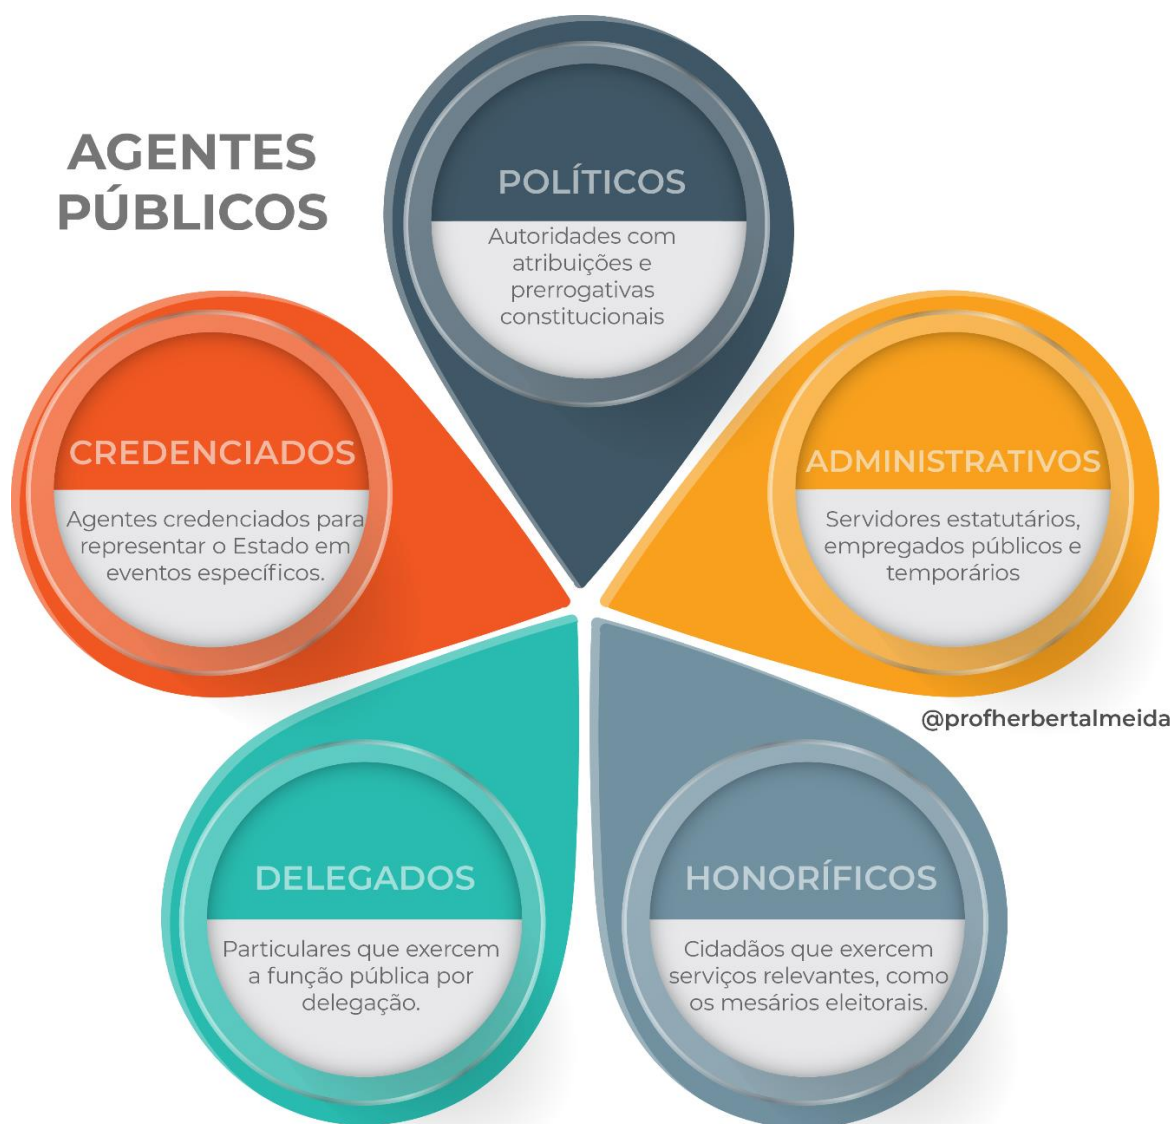 AGENTES
PÚBLICOS
POLÍTICOS
Autoridades com
atribuições e
prerrogativas
constitucionais
CREDENCIADOS
Agentes credenciados para
representar o Estado em
eventos específicos.
ADMINISTRATIVOS
Servidores estatutários,
empregados públicos e
temporários
@profherbertalmeida
DELEGADOS
Particulares que exercem
a função pública por
delegação.
HONORÍFICOS
Cidadãos que exercem
serviços relevantes, como
os mesários eleitorais.